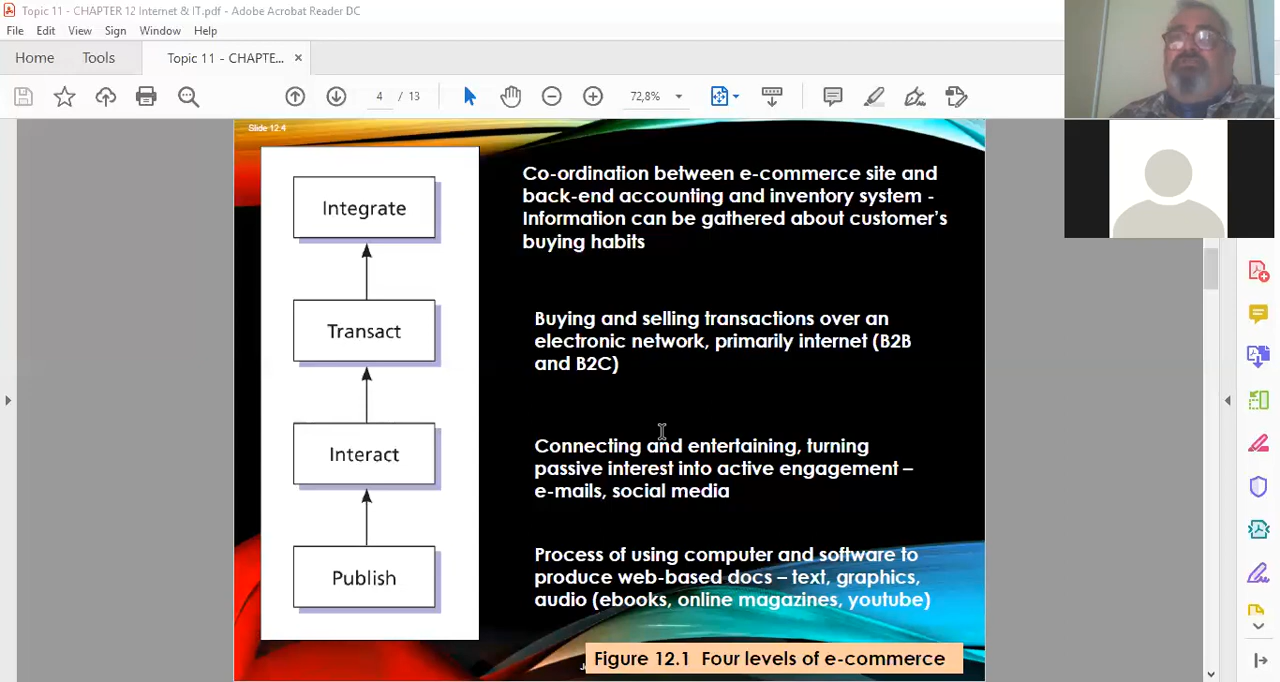 Topic 11 - CHAPTER 12 Internet & IT.pdf - Adobe Acrobat Reader DC
File Edit View Sign Window Help
Home Tools Topic 11 - CHAPTE... ×
4 / 13 72,8%
Slide 12.4
Integrate
Co-ordination between e-commerce site and
back-end accounting and inventory system -
Information can be gathered about customer's
buying habits
Transact
Buying and selling transactions over an
electronic network, primarily internet (B2B
and B2C)
Interact
Connecting and entertaining, turning
passive interest into active engagement –
e-mails, social media
Publish
Process of using computer and software to
produce web-based docs – text, graphics,
audio (ebooks, online magazines, youtube)
Figure 12.1 Four levels of e-commerce